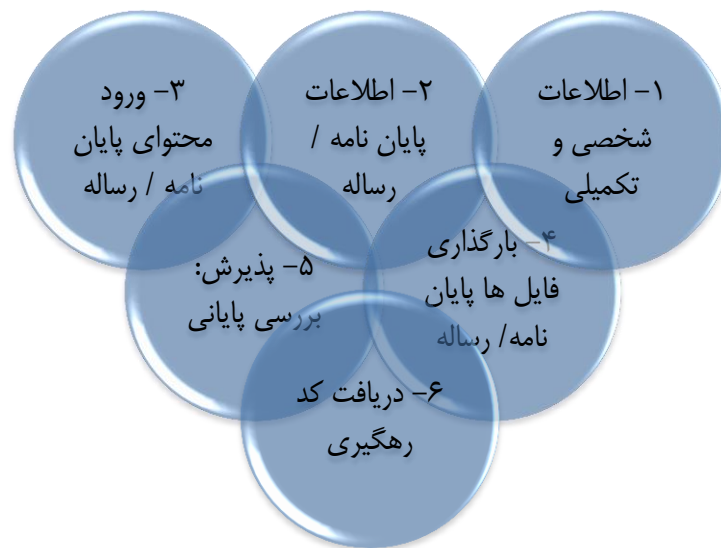 ۱- اطلاعات
شخصی و
تکمیلی
۲- اطلاعات
پایان نامه /
رساله
۳- ورود
محتوای پایان
نامه / رساله
۴- بارگذاری
فایل ها پایان
نامه/ رساله
۵- پذیرش:
بررسی پایانی
۶- دریافت کد
رهگیری